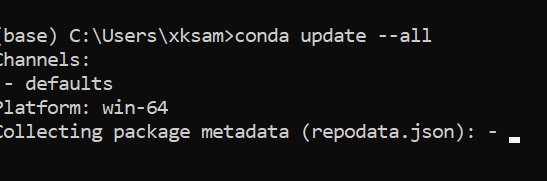 (base) C:\Users\xksam>conda update --all
Channels:
- defaults
Platform: win-64
Collecting package metadata (repodata.json): -